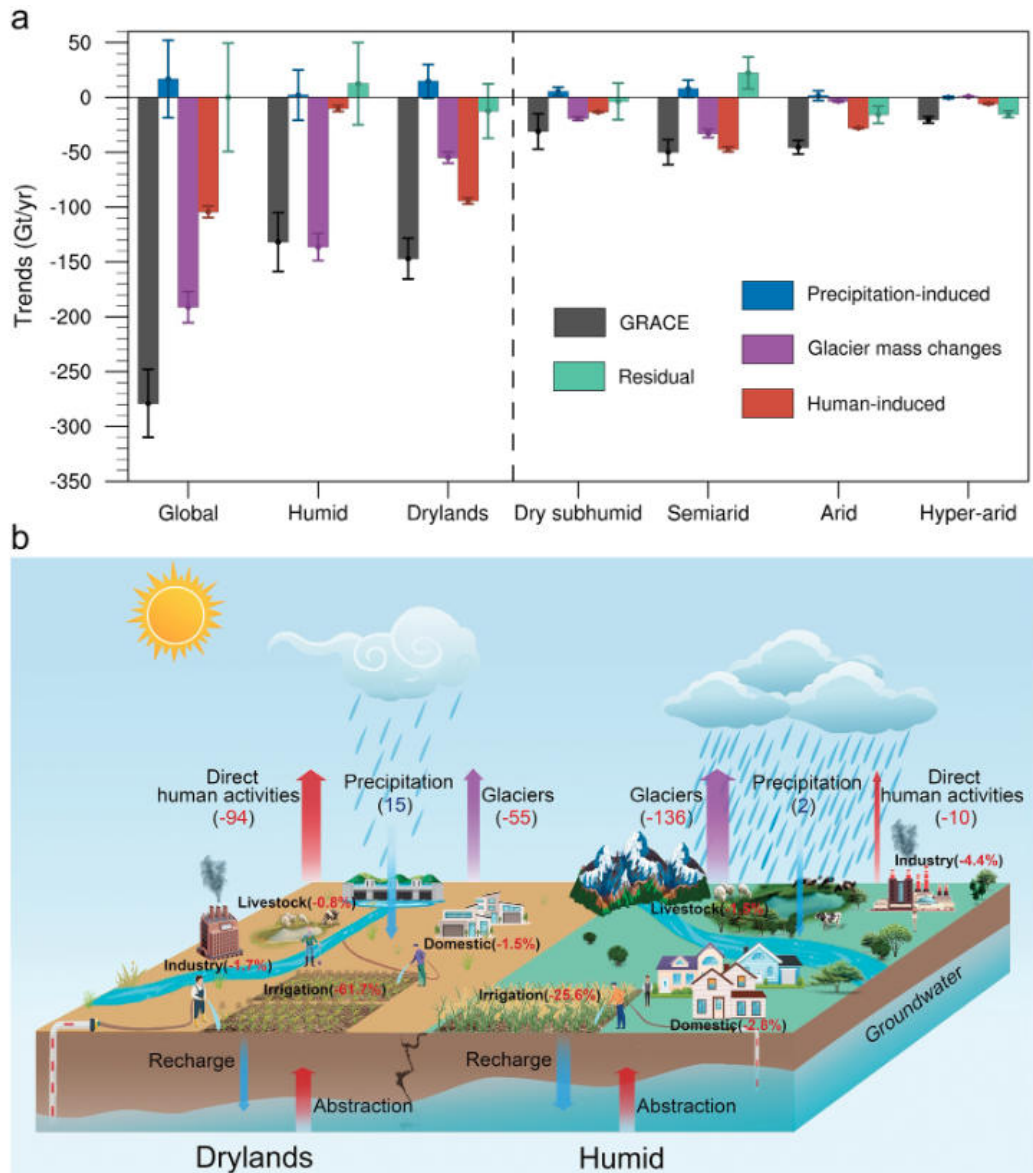 a
50
0
-50
-100
-150
-200
-250
-300
-350
Trends (Gt/yr)
GRACE
Residual
Precipitation-induced
Glacier mass changes
Human-induced
Global
Humid
Drylands
Dry subhumid
Semiarid
Arid
Hyper-arid
b
Direct
human activities
(-94)
Precipitation
(15)
Glaciers
(-55)
Glaciers
(-136)
Precipitation
(2)
Direct
human activities
(-10)
Industry(-4.4%)
Livestock(-0.8%)
Livestock
Domestic(-1.5%)
Industry(-1.7%)
Irrigation(-61.7%)
Irrigation(-25.6%)
Domestic(-2.8%)
Groundwater
Recharge
Recharge
Abstraction
Abstraction
Drylands
Humid